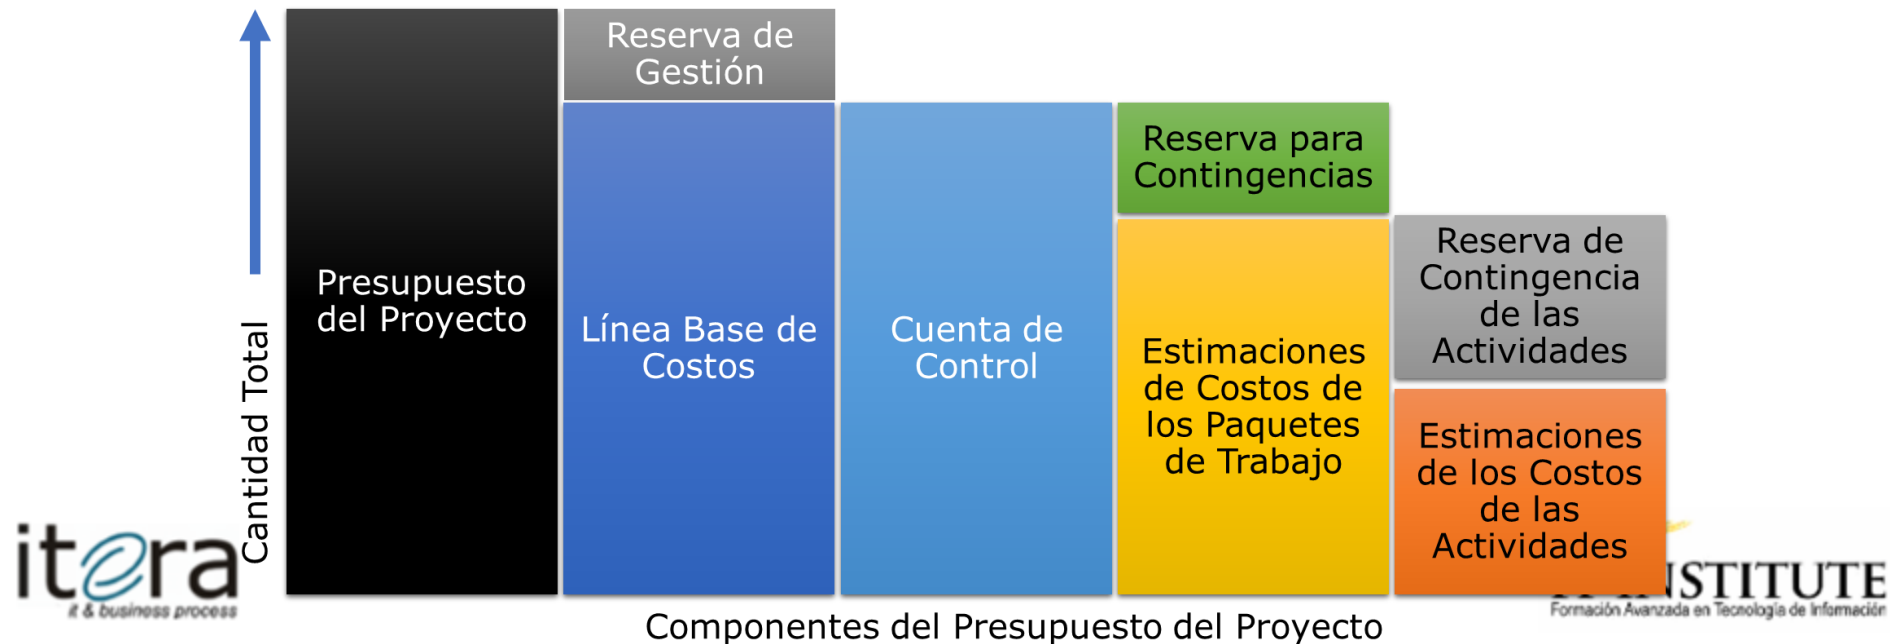 Reserva de
Gestión
Presupuesto
del Proyecto
Línea Base de
Costos
Cuenta de
Control
Reserva para
Contingencias
Estimaciones
de Costos de
los Paquetes
de Trabajo
Reserva de
Contingencia
de las
Actividades
Estimaciones
de los Costos
de las
Actividades
Cantidad Total
Componentes del Presupuesto del Proyecto
itera
it & business process
INSTITUTE
Formación Avanzada en Tecnología de Información